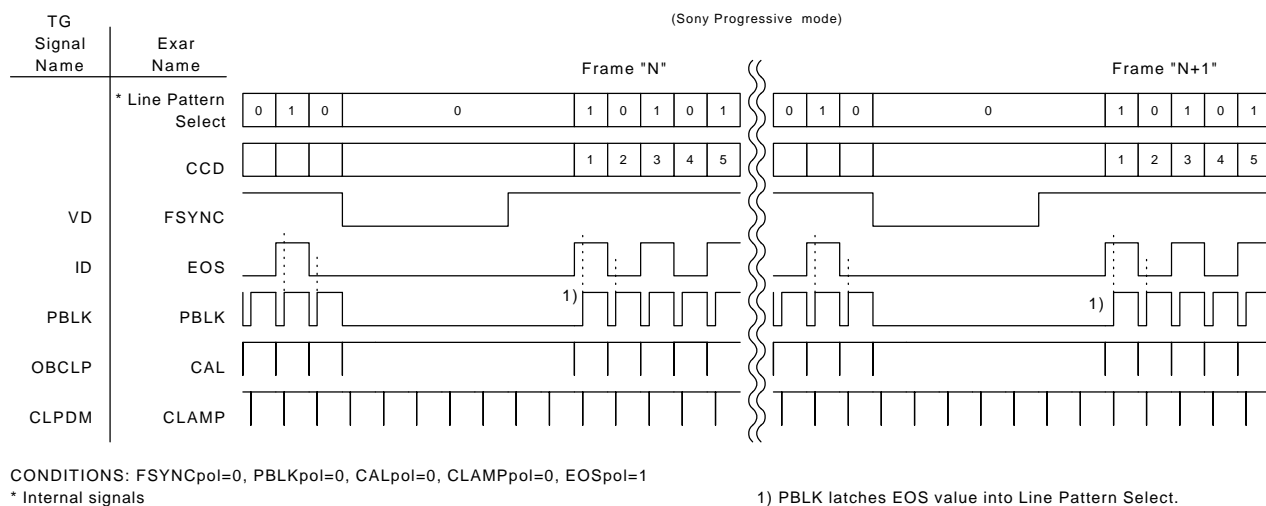 (Sony Progressive mode)
TG Signal Name
Exar Name
Frame "N"
Frame "N+1"
* Line Pattern Select
0 1 0 0 1 0 1 0 1
0 1 0 0 1 0 1 0 1
CCD
1 2 3 4 5
1 2 3 4 5
VD FSYNC
ID EOS
1)
1)
PBLK PBLK
OBCLP CAL
CLPDM CLAMP
CONDITIONS: FSYNCpol=0, PBLKpol=0, CALpol=0, CLAMPpol=0, EOSpol=1
* Internal signals
1) PBLK latches EOS value into Line Pattern Select.